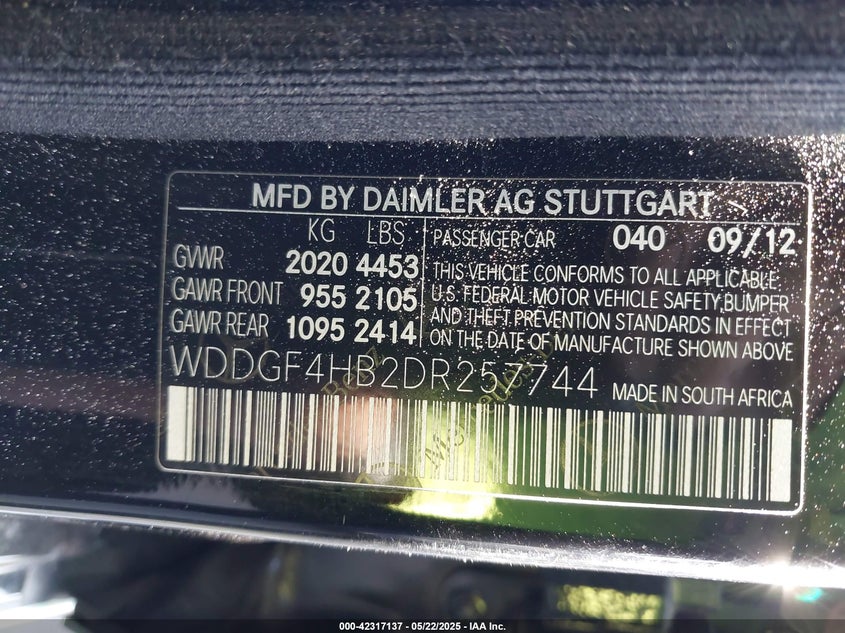 MFD BY DAIMLER AG STUTTGART
KG LBS
GVWR 2020 4453
GAWR FRONT 955 2105
GAWR REAR 1095 2414
PASSENGER CAR 040 09/12
THIS VEHICLE CONFORMS TO ALL APPLICABLE
U.S. FEDERAL MOTOR VEHICLE SAFETY, BUMPER
AND THEFT PREVENTION STANDARDS IN EFFECT
ON THE DATE OF MANUFACTURE SHOWN ABOVE
WDDGF4HB2DR257744 MADE IN SOUTH AFRICA
000-42317137 - 05/22/2025 - IAA Inc.